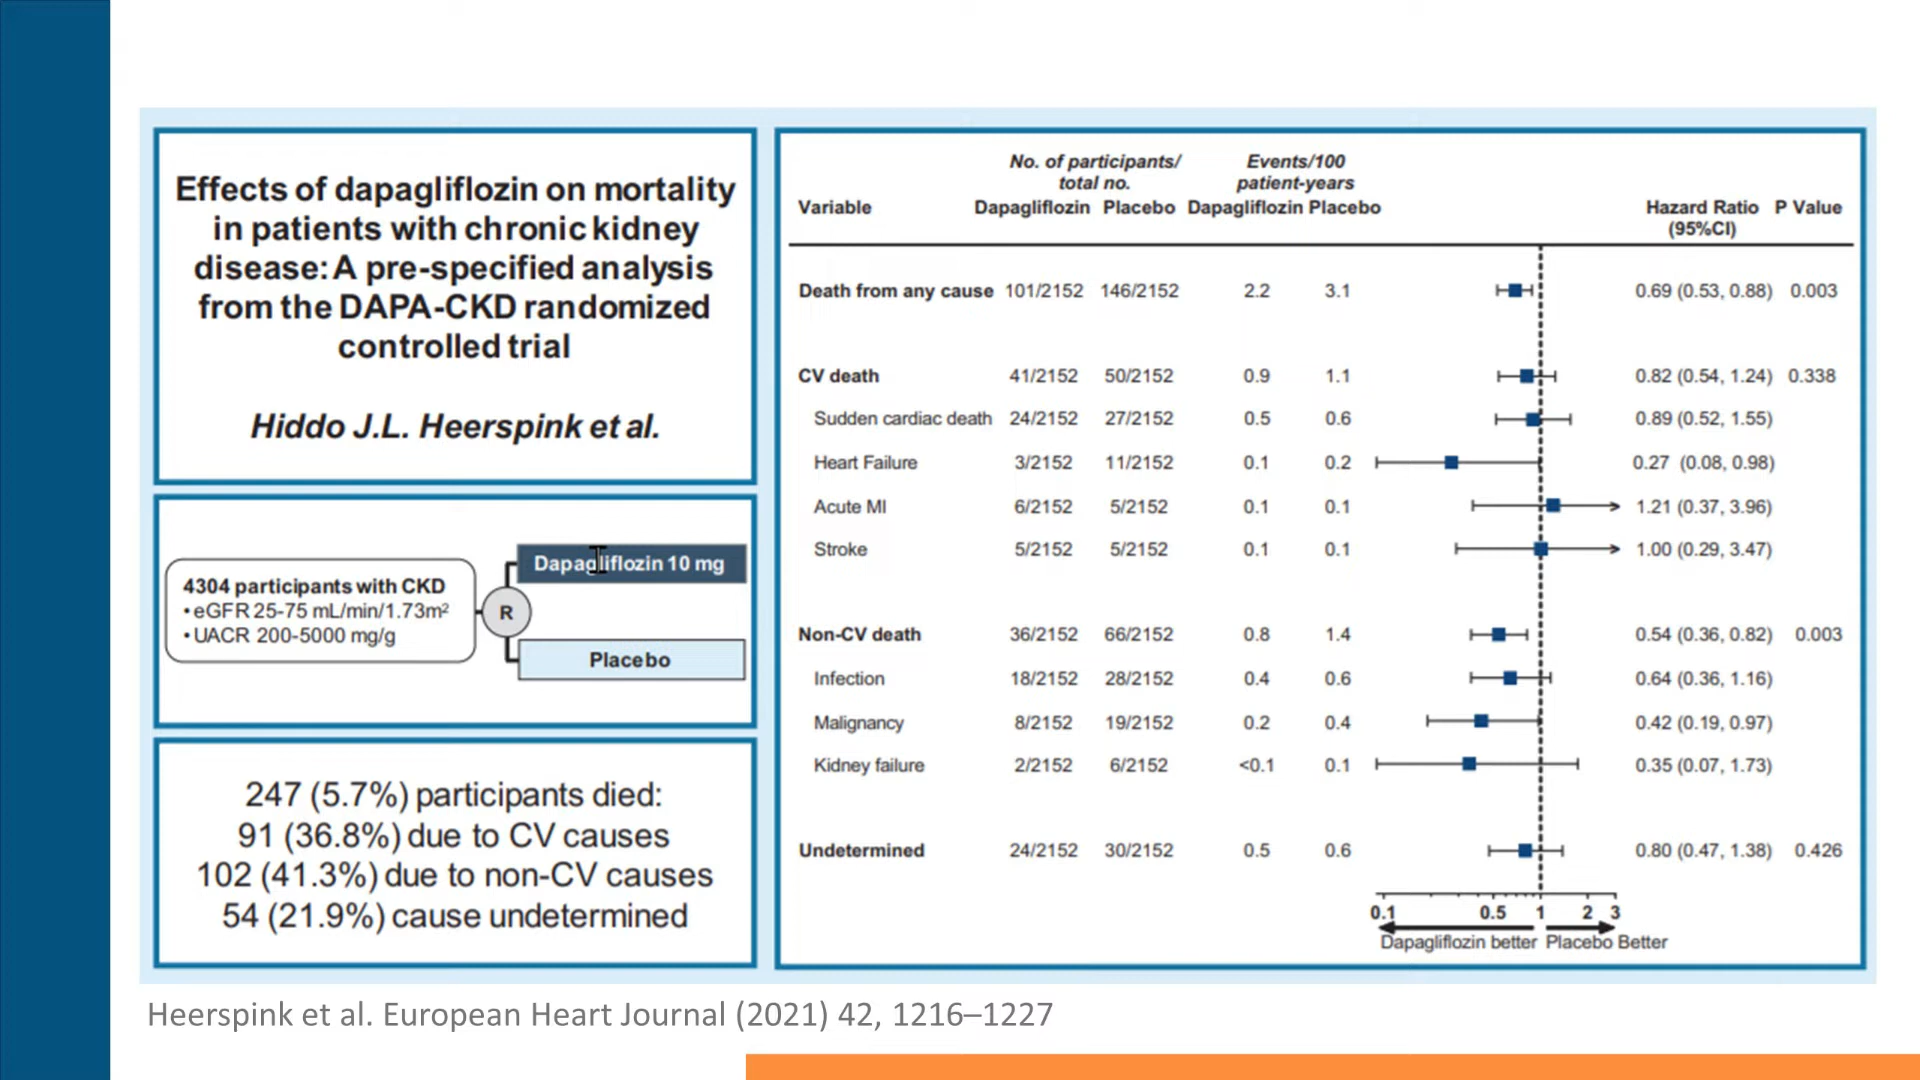 Effects of dapagliflozin on mortality
in patients with chronic kidney
disease: A pre-specified analysis
from the DAPA-CKD randomized
controlled trial
Hiddo J.L. Heerspink et al.
4304 participants with CKD
•eGFR 25-75 mL/min/1.73m²
•UACR 200-5000 mg/g
R
Dapagliflozin 10 mg
Placebo
247 (5.7%) participants died:
91 (36.8%) due to CV causes
102 (41.3%) due to non-CV causes
54 (21.9%) cause undetermined
No. of participants/ Events/100
total no. patient-years
Variable Dapagliflozin Placebo Dapagliflozin Placebo Hazard Ratio P Value
(95%CI)
Death from any cause 101/2152 146/2152 2.2 3.1 0.69 (0.53, 0.88) 0.003
CV death 41/2152 50/2152 0.9 1.1 0.82 (0.54, 1.24) 0.338
Sudden cardiac death 24/2152 27/2152 0.5 0.6 0.89 (0.52, 1.55)
Heart Failure 3/2152 11/2152 0.1 0.2 0.27 (0.08, 0.98)
Acute MI 6/2152 5/2152 0.1 0.1 1.21 (0.37, 3.96)
Stroke 5/2152 5/2152 0.1 0.1 1.00 (0.29, 3.47)
Non-CV death 36/2152 66/2152 0.8 1.4 0.54 (0.36, 0.82) 0.003
Infection 18/2152 28/2152 0.4 0.6 0.64 (0.36, 1.16)
Malignancy 8/2152 19/2152 0.2 0.4 0.42 (0.19, 0.97)
Kidney failure 2/2152 6/2152 <0.1 0.1 0.35 (0.07, 1.73)
Undetermined 24/2152 30/2152 0.5 0.6 0.80 (0.47, 1.38) 0.426
0.1 0.5 1 2 3
Dapagliflozin better Placebo Better
Heerspink et al. European Heart Journal (2021) 42, 1216–1227